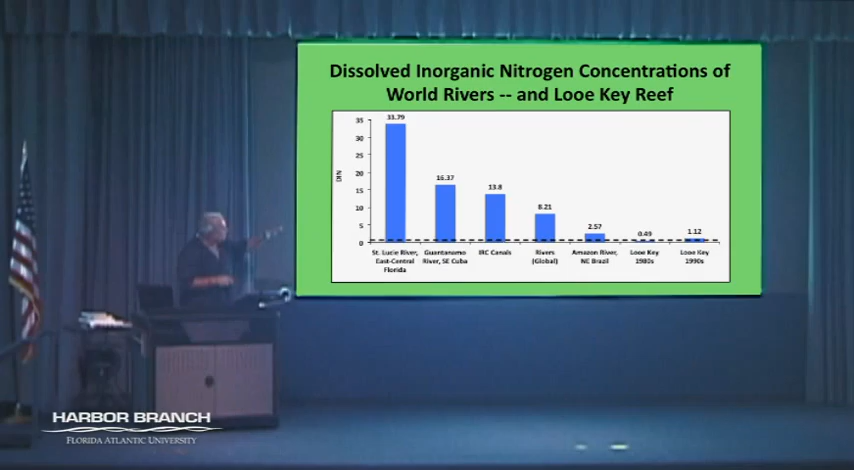 Dissolved Inorganic Nitrogen Concentrations of
World Rivers -- and Looe Key Reef
35
30
25
20
15
10
5
0
DIN
33.79
16.37
13.8
8.21
2.57
0.49
1.12
St. Lucie River,
East-Central
Florida
Guantanamo
River, SE Cuba
IRC Canals
Rivers
(Global)
Amazon River,
NE Brazil
Looe Key
1980s
Looe Key
1990s
HARBOR BRANCH
FLORIDA ATLANTIC UNIVERSITY